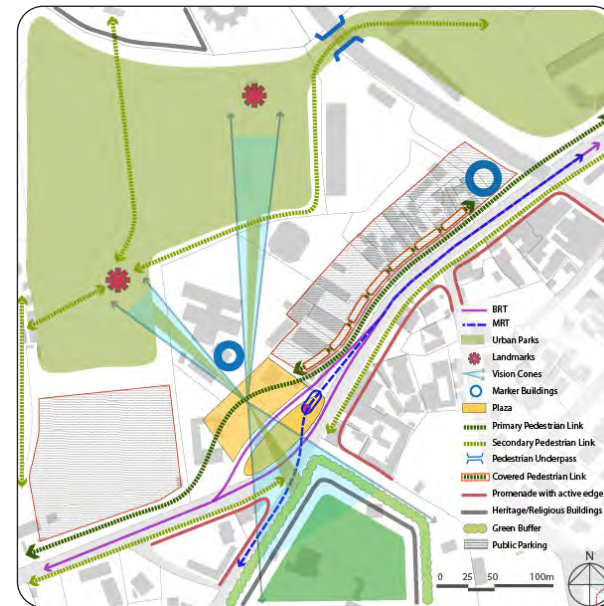 BRT
MRT
Urban Parks
Landmarks
Vision Cones
Marker Buildings
Plaza
Primary Pedestrian Link
Secondary Pedestrian Link
Pedestrian Underpass
Covered Pedestrian Link
Promenade with active edge
Heritage/Religious Buildings
Green Buffer
Public Parking
N
0 25 50 100m